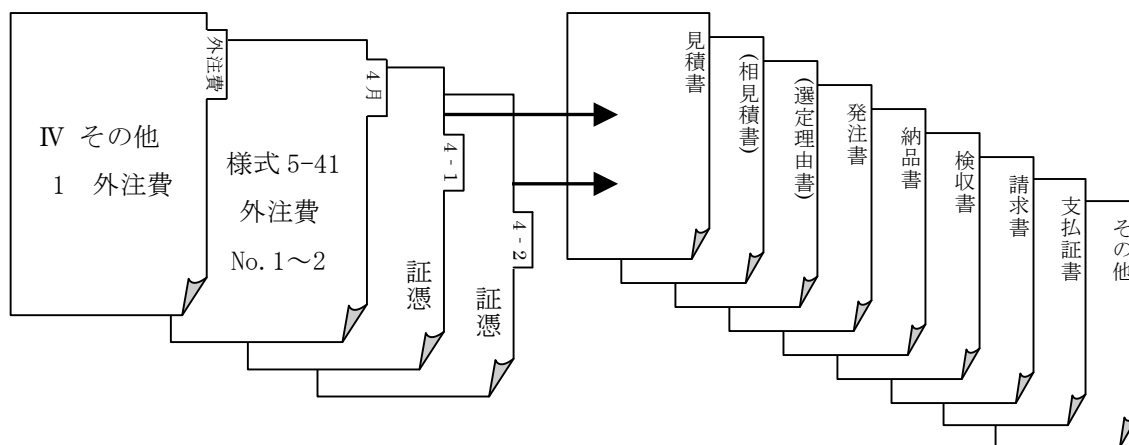 Ⅳ その他
1 外注費
外注費
様式 5-41
外注費
No. 1～2
4月
証憑
4-1
証憑
4-2
見積書
(相見積書)
(選定理由書)
発注書
納品書
検収書
請求書
支払証書
その他